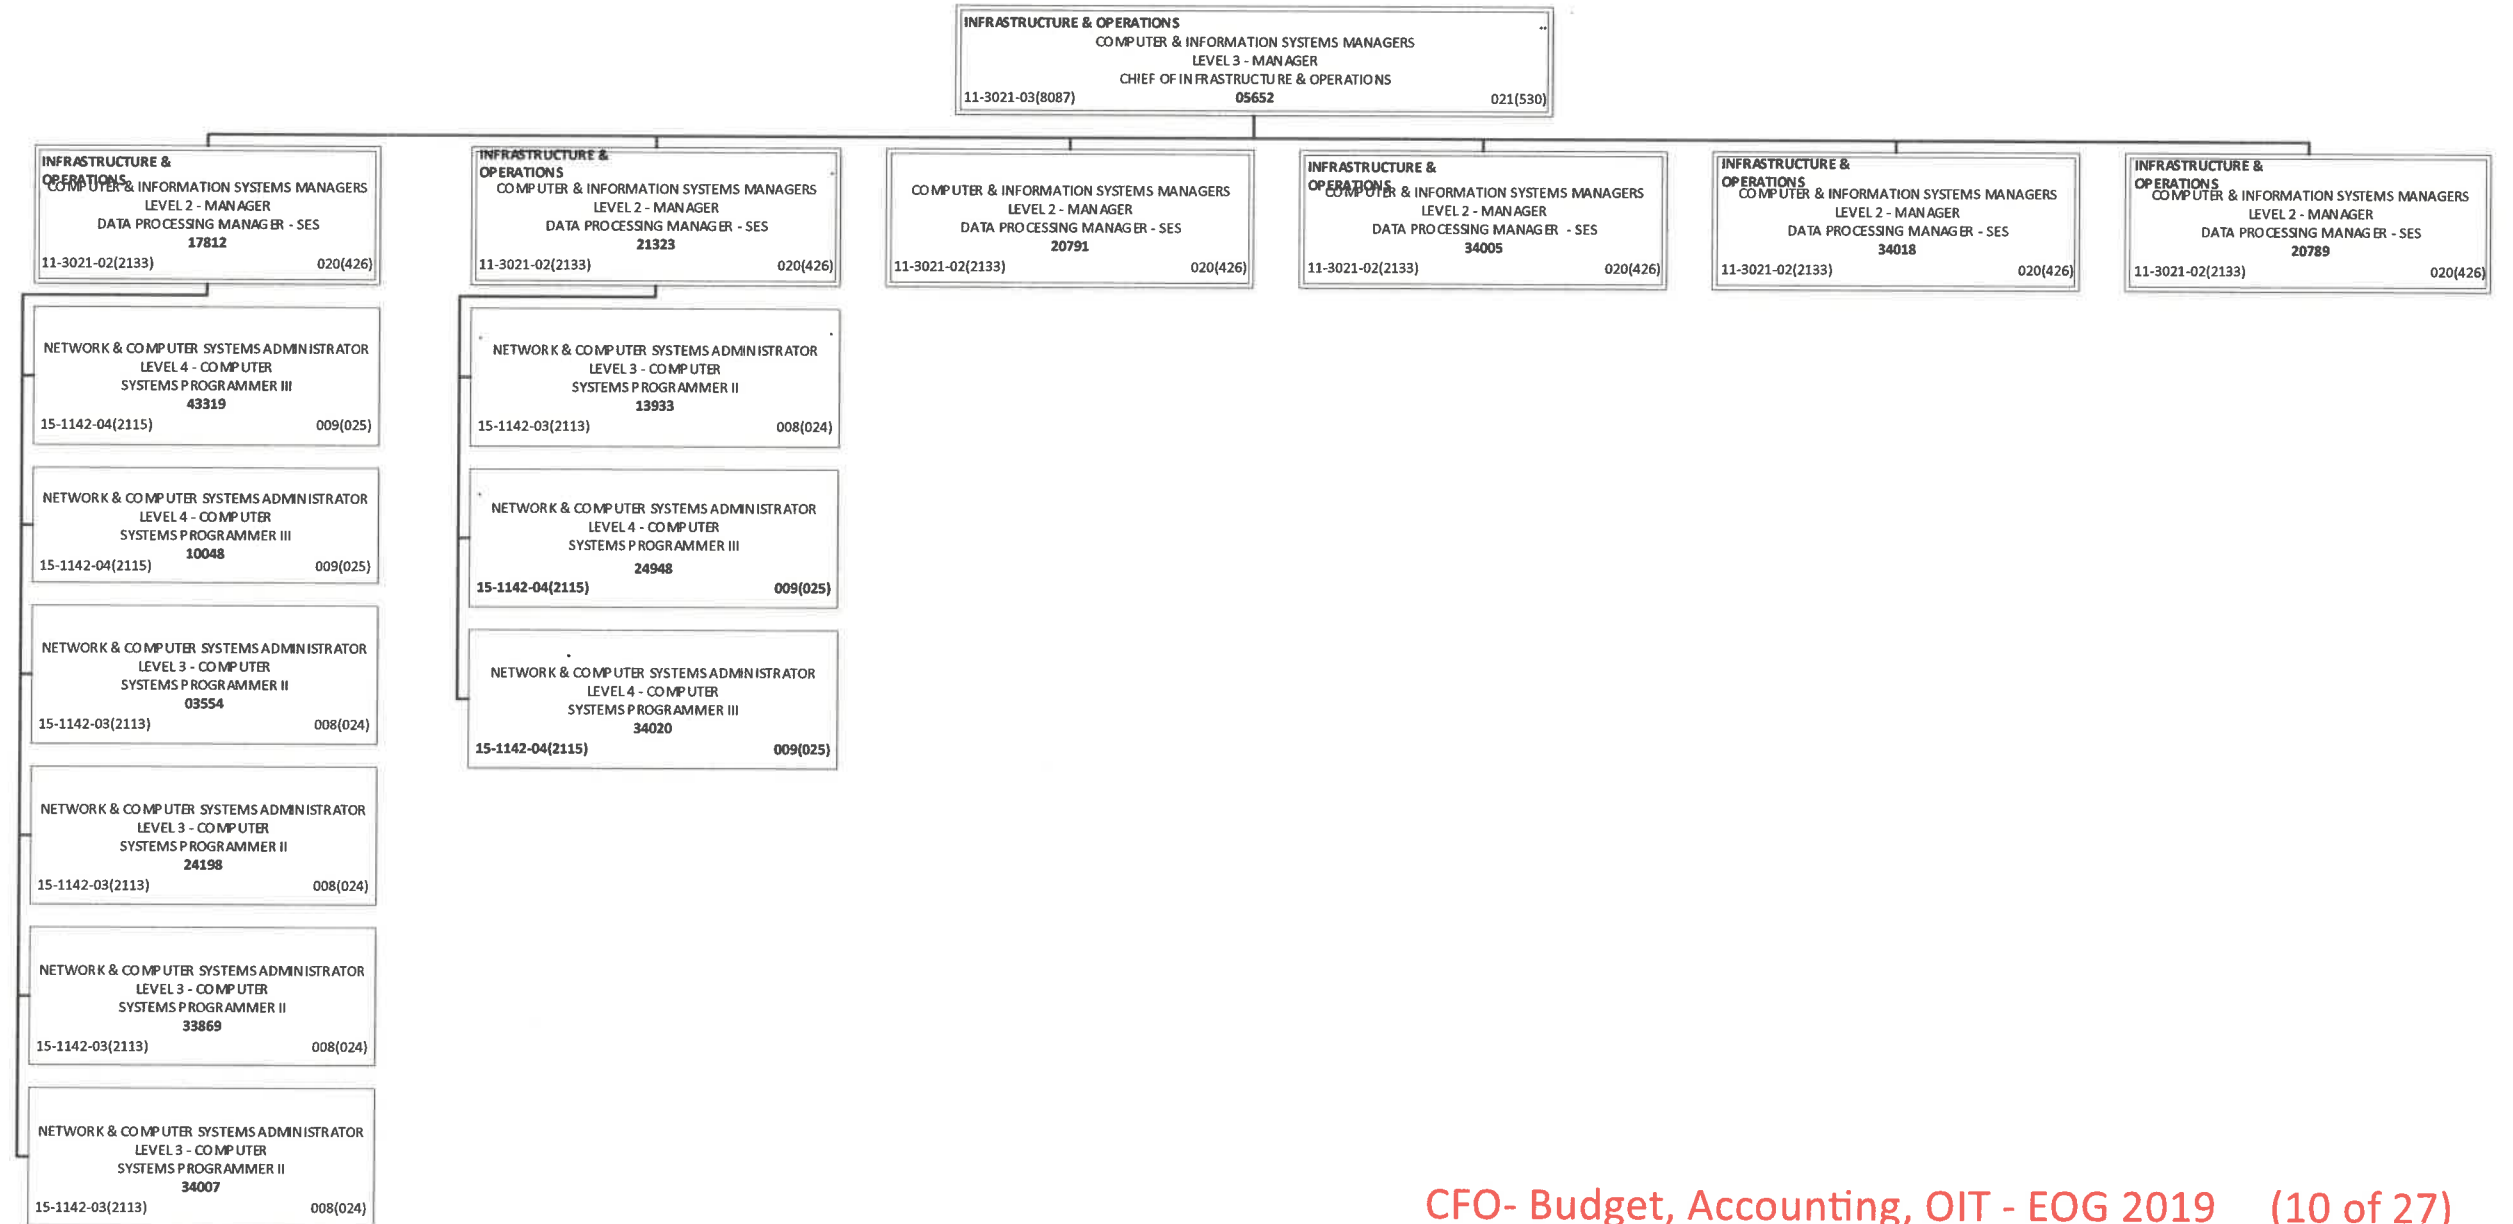 INFRASTRUCTURE & OPERATIONS
COMPUTER & INFORMATION SYSTEMS MANAGERS
LEVEL 3 - MANAGER
CHIEF OF INFRASTRUCTURE & OPERATIONS
11-3021-03(8087) 05652 021(530)
INFRASTRUCTURE &
OPERATIONS
COMPUTER & INFORMATION SYSTEMS MANAGERS
LEVEL 2 - MANAGER
DATA PROCESSING MANAGER - SES
17812
11-3021-02(2133) 020(426)
INFRASTRUCTURE &
OPERATIONS
COMPUTER & INFORMATION SYSTEMS MANAGERS
LEVEL 2 - MANAGER
DATA PROCESSING MANAGER - SES
21323
11-3021-02(2133) 020(426)
COMPUTER & INFORMATION SYSTEMS MANAGERS
LEVEL 2 - MANAGER
DATA PROCESSING MANAGER - SES
20791
11-3021-02(2133) 020(426)
INFRASTRUCTURE &
OPERATIONS
COMPUTER & INFORMATION SYSTEMS MANAGERS
LEVEL 2 - MANAGER
DATA PROCESSING MANAGER - SES
34005
11-3021-02(2133) 020(426)
INFRASTRUCTURE &
OPERATIONS
COMPUTER & INFORMATION SYSTEMS MANAGERS
LEVEL 2 - MANAGER
DATA PROCESSING MANAGER - SES
34018
11-3021-02(2133) 020(426)
INFRASTRUCTURE &
OPERATIONS
COMPUTER & INFORMATION SYSTEMS MANAGERS
LEVEL 2 - MANAGER
DATA PROCESSING MANAGER - SES
20789
11-3021-02(2133) 020(426)
NETWORK & COMPUTER SYSTEMS ADMINISTRATOR
LEVEL 4 - COMPUTER
SYSTEMS PROGRAMMER III
43319
15-1142-04(2115) 009(025)
NETWORK & COMPUTER SYSTEMS ADMINISTRATOR
LEVEL 4 - COMPUTER
SYSTEMS PROGRAMMER III
10048
15-1142-04(2115) 009(025)
NETWORK & COMPUTER SYSTEMS ADMINISTRATOR
LEVEL 3 - COMPUTER
SYSTEMS PROGRAMMER II
03554
15-1142-03(2113) 008(024)
NETWORK & COMPUTER SYSTEMS ADMINISTRATOR
LEVEL 3 - COMPUTER
SYSTEMS PROGRAMMER II
24198
15-1142-03(2113) 008(024)
NETWORK & COMPUTER SYSTEMS ADMINISTRATOR
LEVEL 3 - COMPUTER
SYSTEMS PROGRAMMER II
33869
15-1142-03(2113) 008(024)
NETWORK & COMPUTER SYSTEMS ADMINISTRATOR
LEVEL 3 - COMPUTER
SYSTEMS PROGRAMMER II
34007
15-1142-03(2113) 008(024)
NETWORK & COMPUTER SYSTEMS ADMINISTRATOR
LEVEL 3 - COMPUTER
SYSTEMS PROGRAMMER II
13933
15-1142-03(2113) 008(024)
NETWORK & COMPUTER SYSTEMS ADMINISTRATOR
LEVEL 4 - COMPUTER
SYSTEMS PROGRAMMER III
24948
15-1142-04(2115) 009(025)
NETWORK & COMPUTER SYSTEMS ADMINISTRATOR
LEVEL 4 - COMPUTER
SYSTEMS PROGRAMMER III
34020
15-1142-04(2115) 009(025)
CFO- Budget, Accounting, OIT - EOG 2019 (10 of 27)